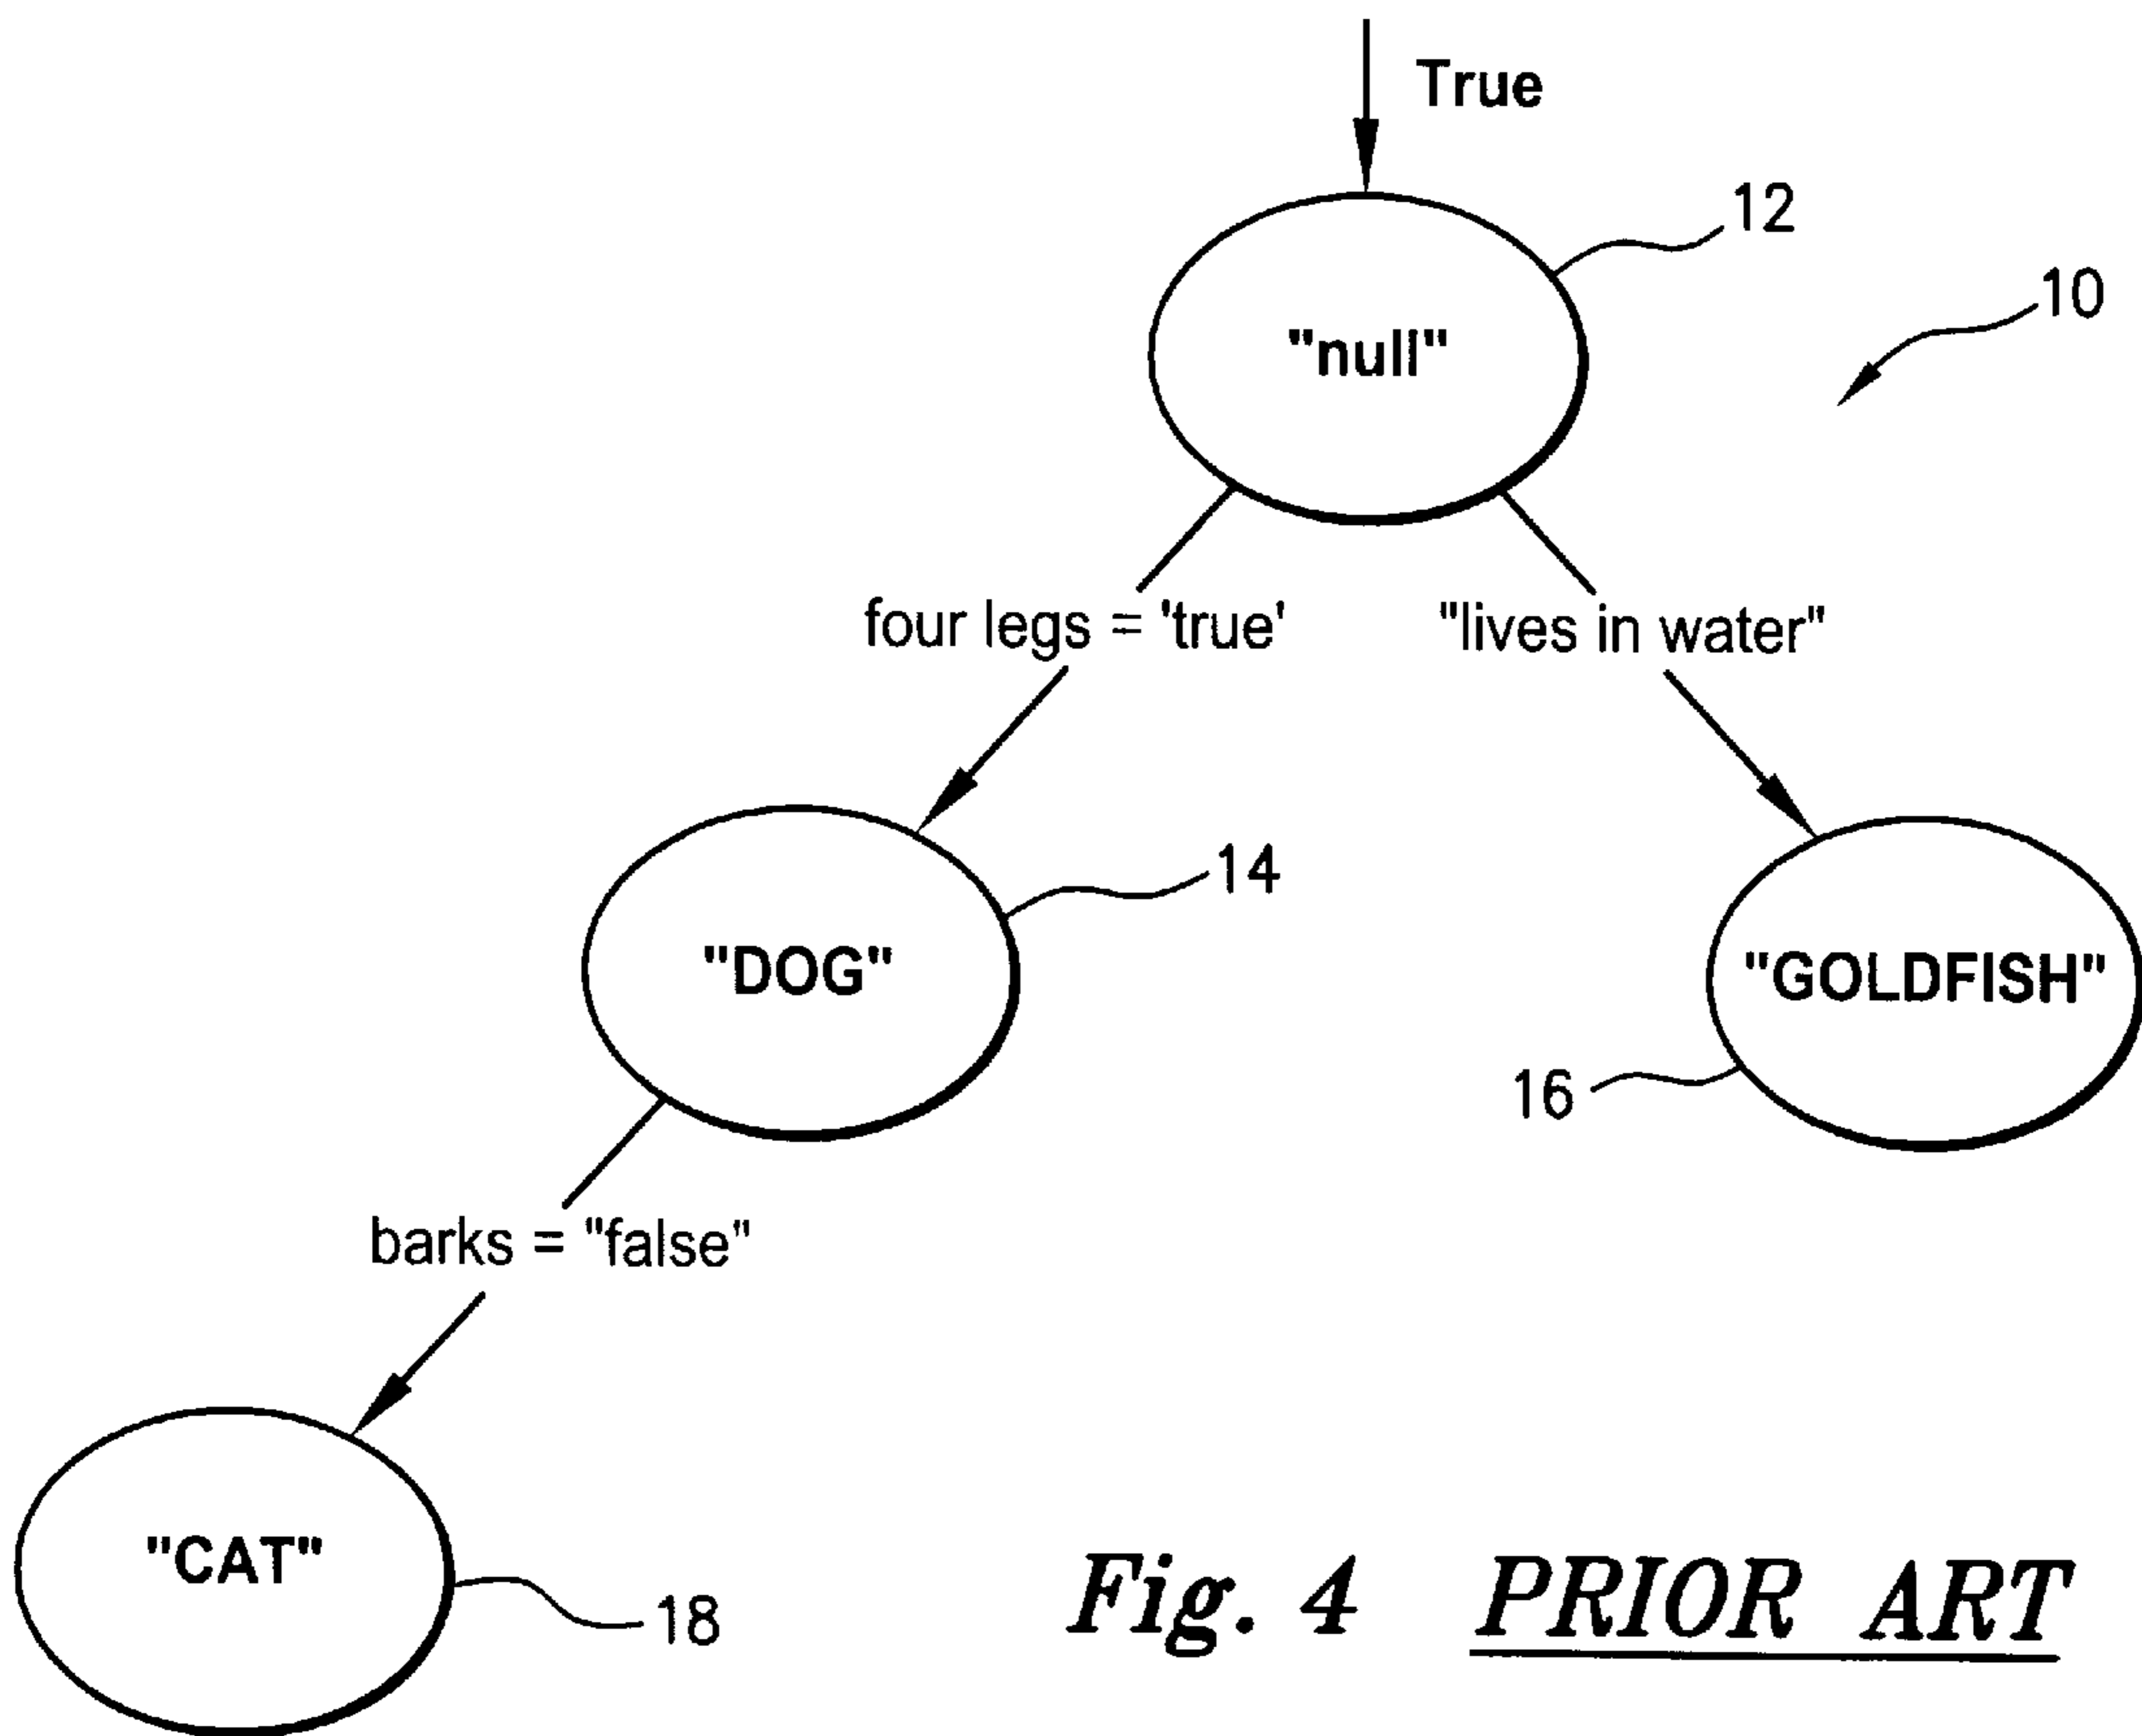 True
12
10
"null"
four legs = 'true'
"lives in water"
14
"DOG"
"GOLDFISH"
16
barks = "false"
"CAT"
18
Fig. 4 PRIOR ART